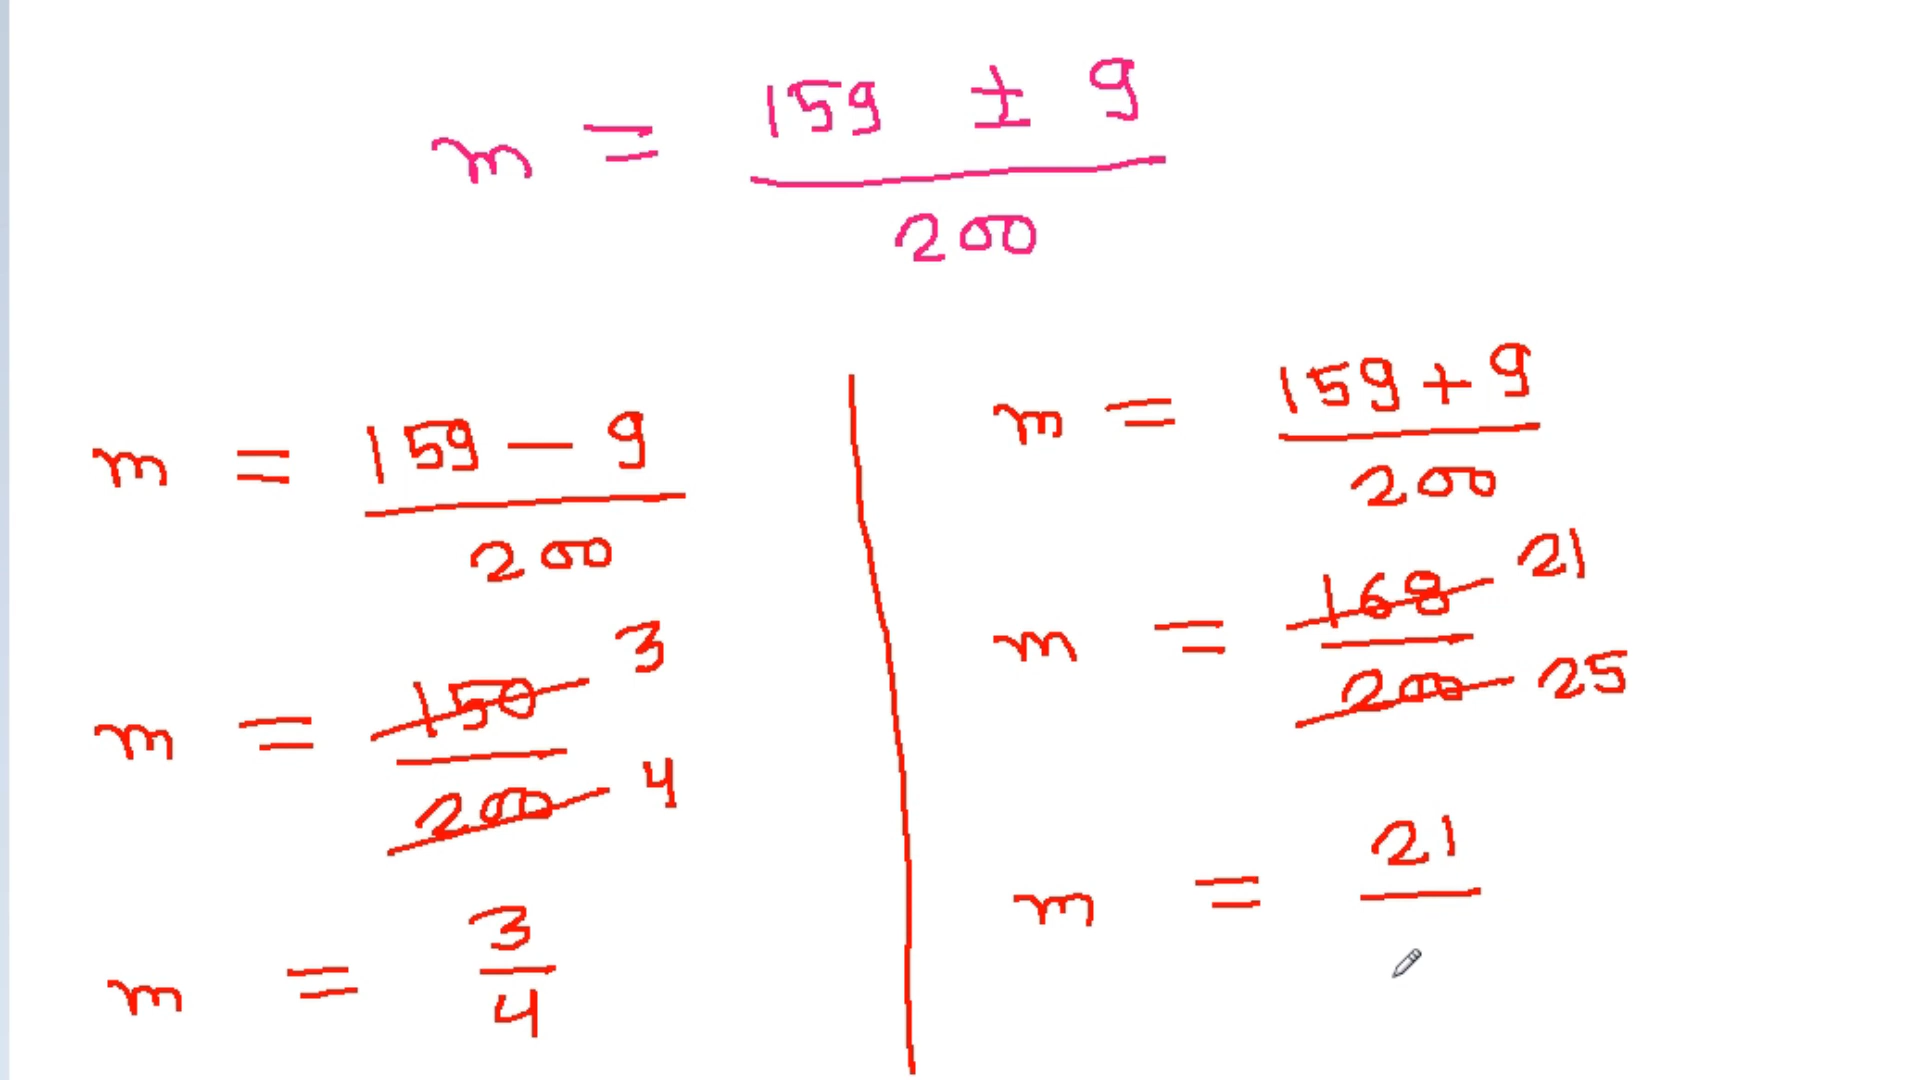 m = 159 ± 9 / 200
m = 159 - 9 / 200
m = 150 / 200 3 / 4
m = 3 / 4
m = 159 + 9 / 200
m = 168 / 200 21 / 25
m = 21 /